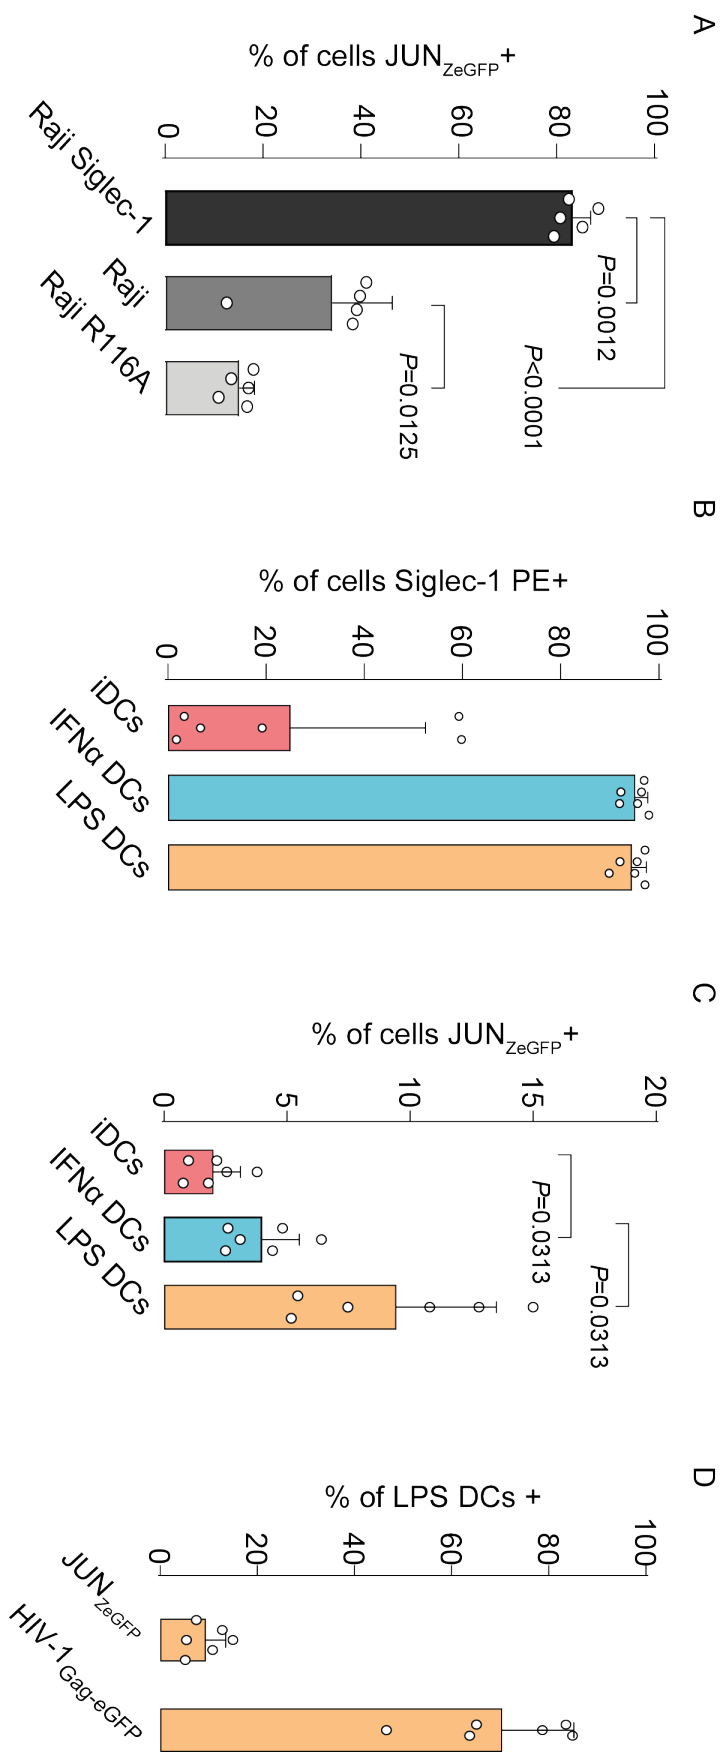 A
% of cells JUNZeGFP+
100
80
60
40
20
0
P<0.0001
P=0.0012
P=0.0125
Raji Siglec-1
Raji
Raji R116A
B
% of cells Siglec-1 PE+
100
80
60
40
20
0
iDCs
IFNα DCs
LPS DCs
C
% of cells JUNZeGFP+
20
15
10
5
0
P=0.0313
P=0.0313
iDCs
IFNα DCs
LPS DCs
D
% of LPS DCs +
100
80
60
40
20
0
JUNZeGFP
HIV-1Gag-eGFP